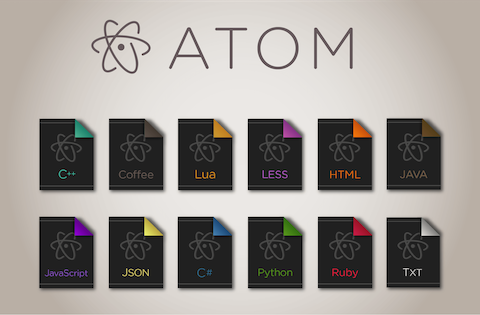 ATOM
C++ Coffee Lua LESS HTML JAVA
JavaScript JSON C# Python Ruby TxT